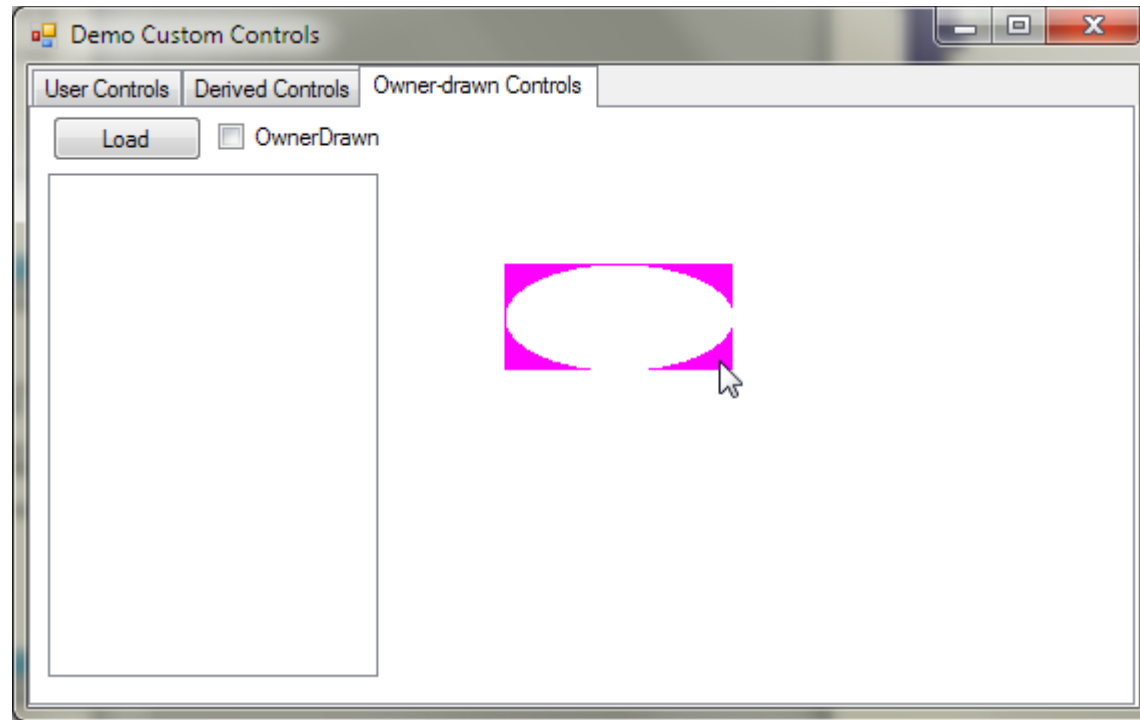 Demo Custom Controls
User Controls Derived Controls Owner-drawn Controls
Load OwnerDrawn